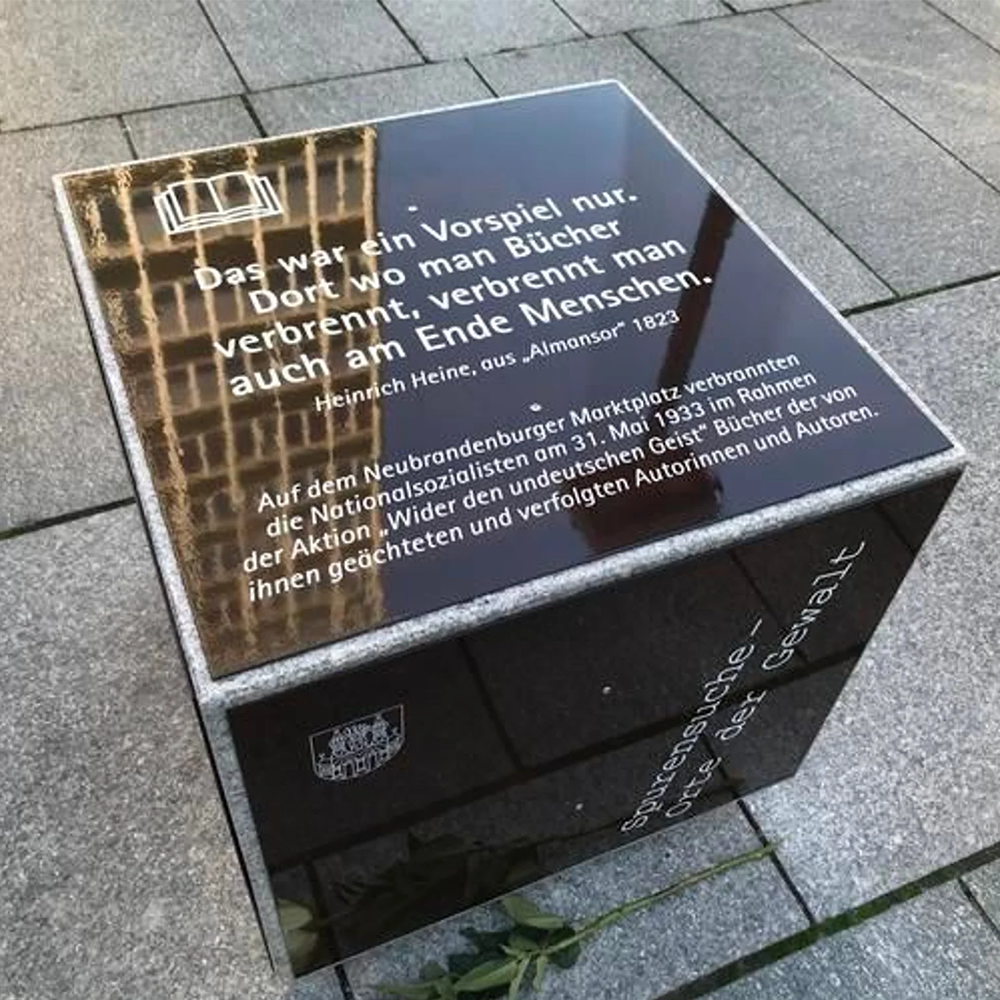 Das war ein Vorspiel nur.
Dort wo man Bücher
verbrennt, verbrennt man
auch am Ende Menschen.
Heinrich Heine, aus „Almansor“ 1823
Auf dem Neubrandenburger Marktplatz verbrannten
die Nationalsozialisten am 31. Mai 1933 im Rahmen
der Aktion „Wider den undeutschen Geist“ Bücher der von
ihnen geächteten und verfolgten Autorinnen und Autoren.
Spurensuche –
Orte der Gewalt